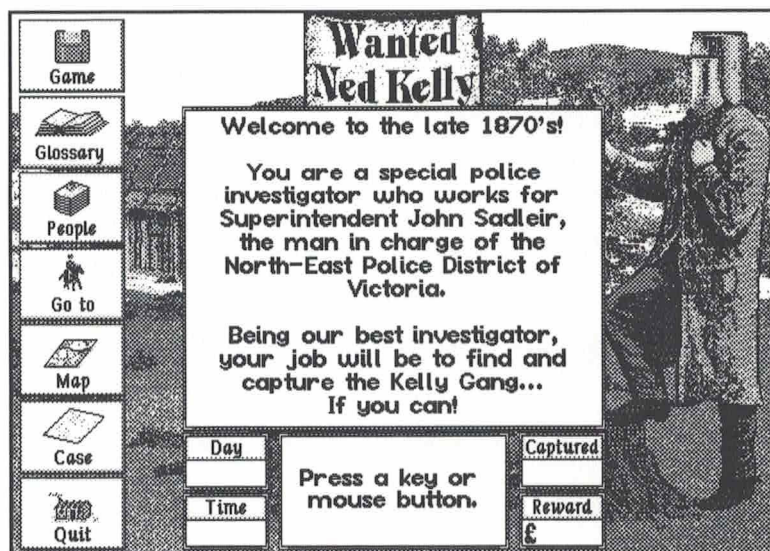 Wanted
Ned Kelly
Game
Glossary
People
Go to
Map
Case
Quit
Welcome to the late 1870's!
You are a special police
investigator who works for
Superintendent John Sadleir,
the man in charge of the
North-East Police District of
Victoria.
Being our best investigator,
your job will be to find and
capture the Kelly Gang...
If you can!
Day
Time
Press a key or
mouse button.
Captured
Reward
£